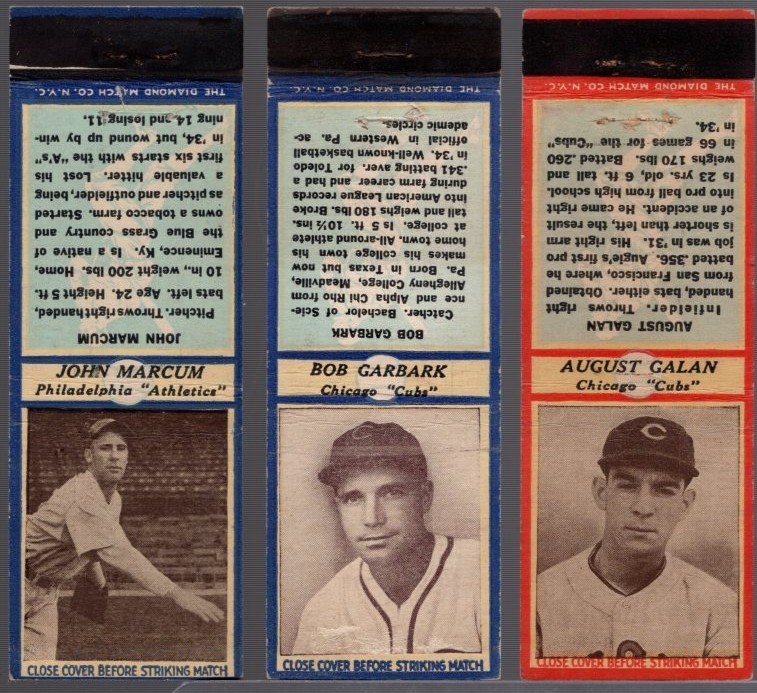 THE DIAMOND MATCH CO. N.Y.C.
JOHN MARCUM
Pitcher. Throws right handed,
bats left. Age 24. Height 5 ft.
10 in., weight 200 lbs. Home,
Eminence, Ky. Is a native of
the Blue Grass country and
owns a tobacco farm. Started
as pitcher and outfielder, being
a valuable hitter. Lost his
first six starts with the "A's"
in '34, but wound up by win-
ning 14 and losing 11.
JOHN MARCUM
Philadelphia "Athletics"
CLOSE COVER BEFORE STRIKING MATCH
THE DIAMOND MATCH CO. N.Y.C.
BOB GARBARK
Catcher. Bachelor of Scie-
nce and Alpha Chi Rho from
Allegheny College, Meadville,
Pa. Born in Texas but now
makes his college town his
home town. All-around athlete
at college. Is 5 ft. 10½ ins.
tall and weighs 180 lbs. Broke
into American League records
during farm career and had a
.341 batting aver. for Toledo
in '34. Well-known basketball
official in Western Pa. ac-
ademic circles.
BOB GARBARK
Chicago "Cubs"
CLOSE COVER BEFORE STRIKING MATCH
THE DIAMOND MATCH CO. N.Y.C.
AUGUST GALAN
Infielder. Throws right
handed, bats either. Obtained
from San Francisco, where he
batted .356. Augie's first pro
job was in '31. His right arm
is shorter than left, the result
of an accident. He came right
into pro ball from high school.
Is 23 yrs. old, 6 ft. tall and
weighs 170 lbs. Batted .260
in 66 games for the "Cubs"
in '34.
AUGUST GALAN
Chicago "Cubs"
C
CLOSE COVER BEFORE STRIKING MATCH